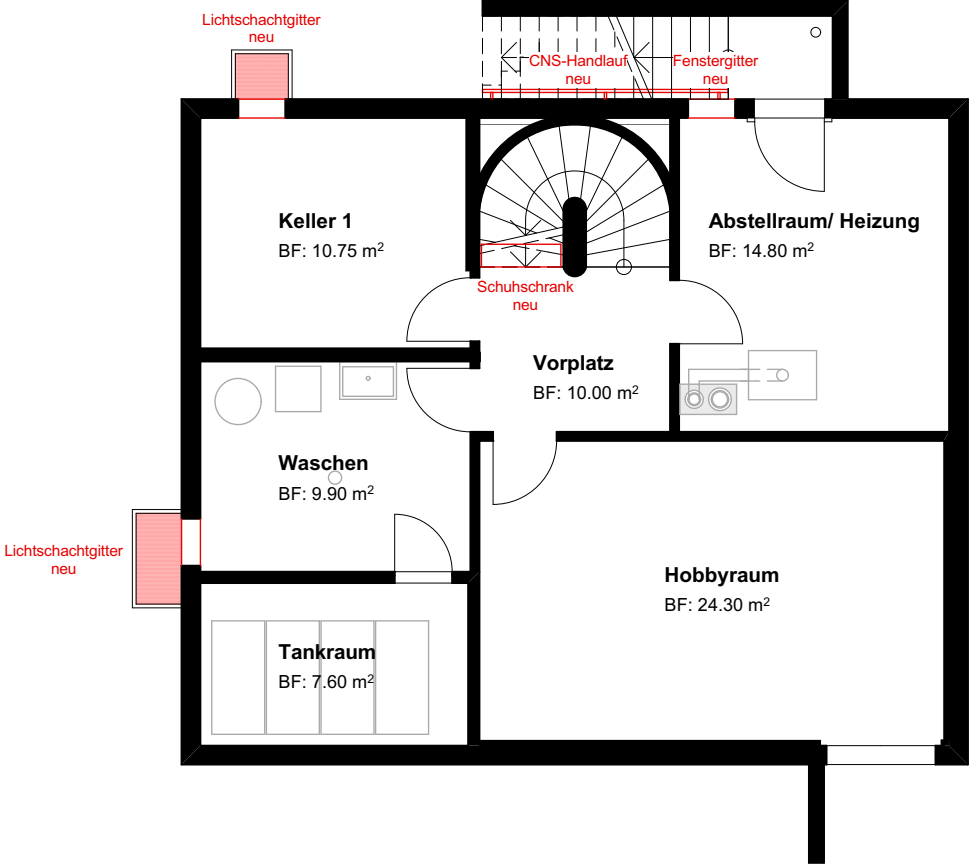 Lichtschachtgitter
neu
CNS-Handlauf
neu
Fenstergitter
neu
Keller 1
BF: 10.75 m²
Abstellraum/ Heizung
BF: 14.80 m²
Schuhschrank
neu
Vorplatz
BF: 10.00 m²
Waschen
BF: 9.90 m²
Lichtschachtgitter
neu
Hobbyraum
BF: 24.30 m²
Tankraum
BF: 7.60 m²